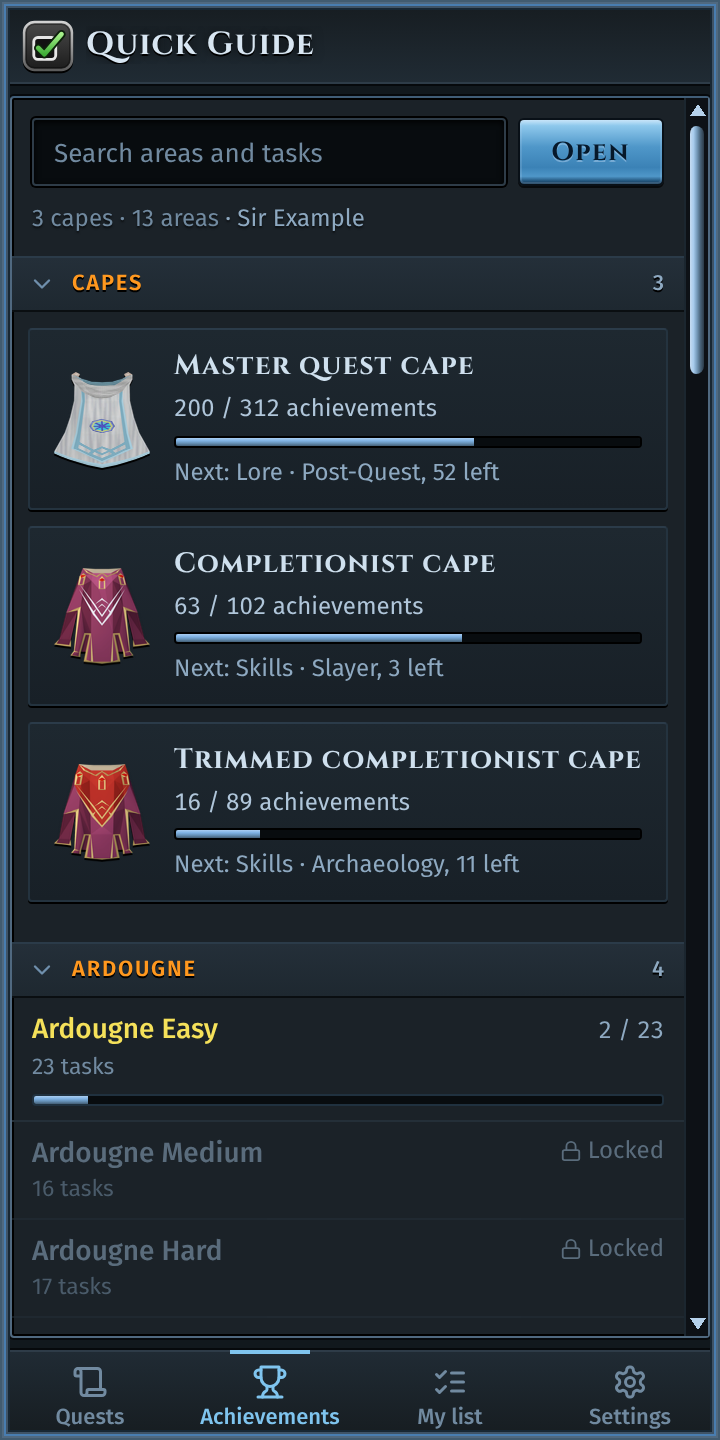 Quick Guide
Search areas and tasks
Open
3 capes · 13 areas · Sir Example
CAPES
3
Master quest cape
200 / 312 achievements
Next: Lore · Post-Quest, 52 left
Completionist cape
63 / 102 achievements
Next: Skills · Slayer, 3 left
Trimmed completionist cape
16 / 89 achievements
Next: Skills · Archaeology, 11 left
ARDOUGNE
4
Ardougne Easy
2 / 23
23 tasks
Ardougne Medium
Locked
16 tasks
Ardougne Hard
Locked
17 tasks
Quests
Achievements
My list
Settings